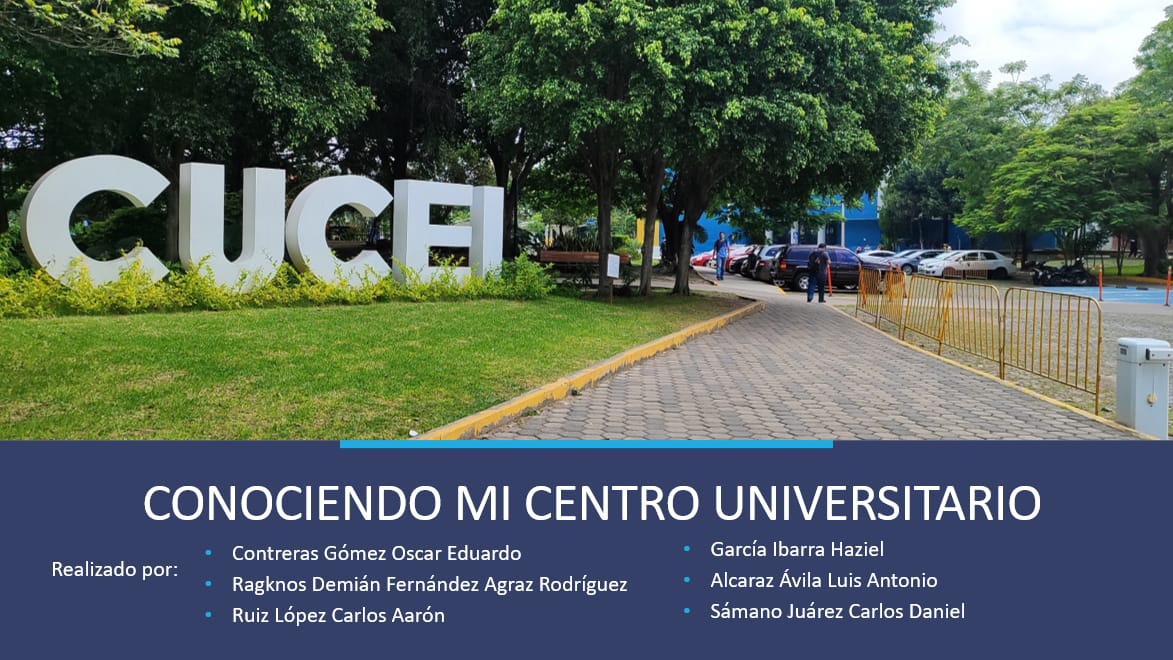 CUCEI
CONOCIENDO MI CENTRO UNIVERSITARIO
Realizado por:
• Contreras Gómez Oscar Eduardo
• Ragknos Demián Fernández Agraz Rodríguez
• Ruiz López Carlos Aarón
• García Ibarra Haziel
• Alcaraz Ávila Luis Antonio
• Sámano Juárez Carlos Daniel